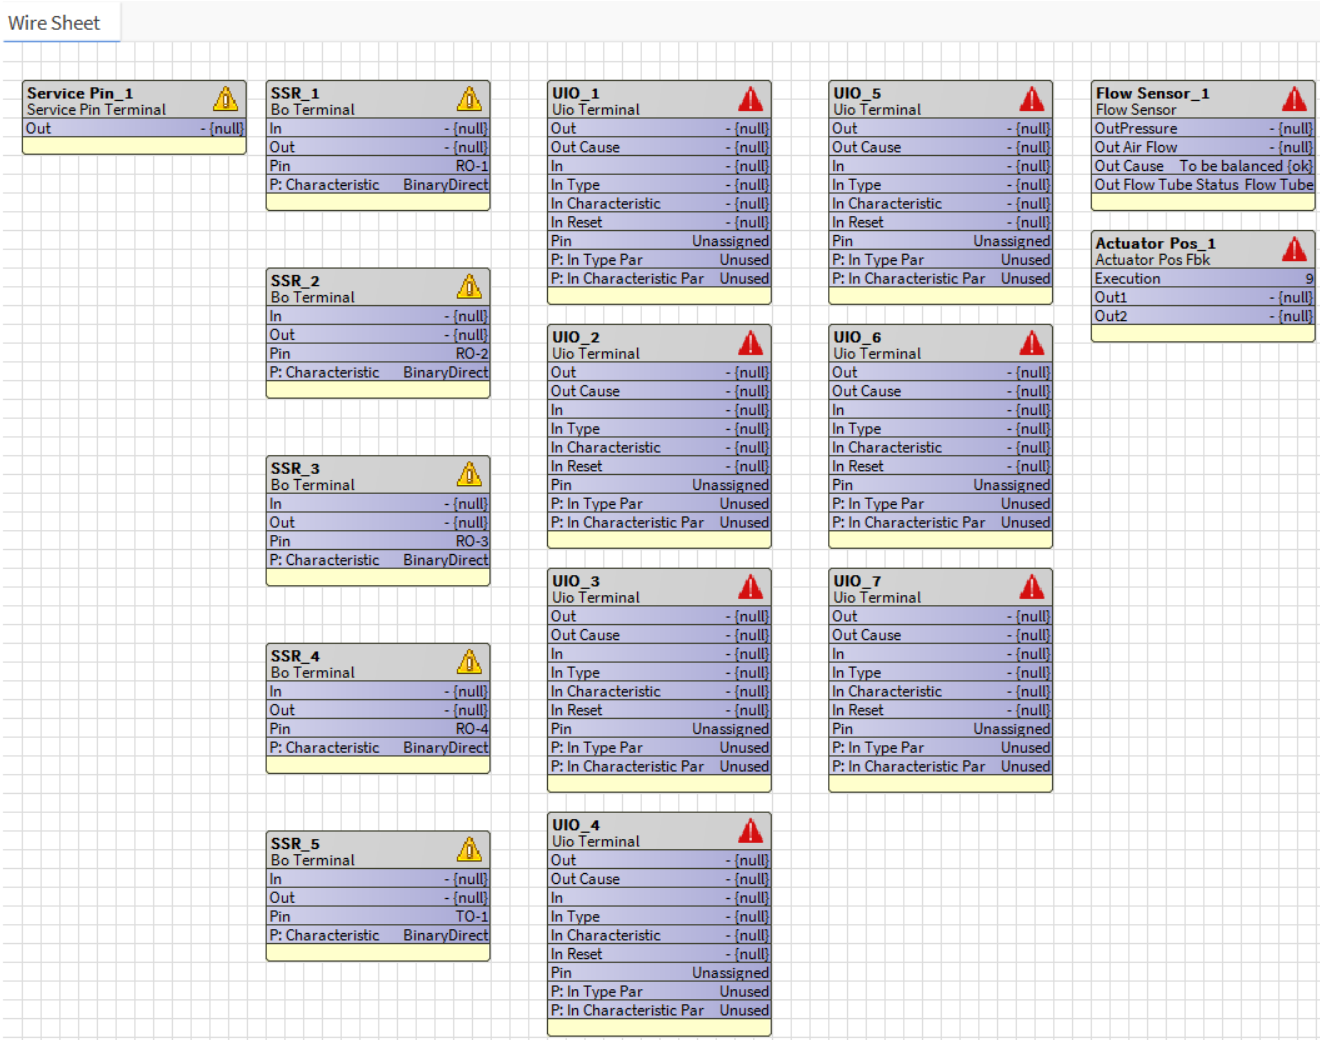 Wire Sheet
Service Pin_1
Service Pin Terminal
Out - {null}
SSR_1
Bo Terminal
In - {null}
Out - {null}
Pin RO-1
P: Characteristic BinaryDirect
SSR_2
Bo Terminal
In - {null}
Out - {null}
Pin RO-2
P: Characteristic BinaryDirect
SSR_3
Bo Terminal
In - {null}
Out - {null}
Pin RO-3
P: Characteristic BinaryDirect
SSR_4
Bo Terminal
In - {null}
Out - {null}
Pin RO-4
P: Characteristic BinaryDirect
SSR_5
Bo Terminal
In - {null}
Out - {null}
Pin TO-1
P: Characteristic BinaryDirect
UIO_1
Uio Terminal
Out - {null}
Out Cause - {null}
In - {null}
In Type - {null}
In Characteristic - {null}
In Reset - {null}
Pin Unassigned
P: In Type Par Unused
P: In Characteristic Par Unused
UIO_2
Uio Terminal
Out - {null}
Out Cause - {null}
In - {null}
In Type - {null}
In Characteristic - {null}
In Reset - {null}
Pin Unassigned
P: In Type Par Unused
P: In Characteristic Par Unused
UIO_3
Uio Terminal
Out - {null}
Out Cause - {null}
In - {null}
In Type - {null}
In Characteristic - {null}
In Reset - {null}
Pin Unassigned
P: In Type Par Unused
P: In Characteristic Par Unused
UIO_4
Uio Terminal
Out - {null}
Out Cause - {null}
In - {null}
In Type - {null}
In Characteristic - {null}
In Reset - {null}
Pin Unassigned
P: In Type Par Unused
P: In Characteristic Par Unused
UIO_5
Uio Terminal
Out - {null}
Out Cause - {null}
In - {null}
In Type - {null}
In Characteristic - {null}
In Reset - {null}
Pin Unassigned
P: In Type Par Unused
P: In Characteristic Par Unused
UIO_6
Uio Terminal
Out - {null}
Out Cause - {null}
In - {null}
In Type - {null}
In Characteristic - {null}
In Reset - {null}
Pin Unassigned
P: In Type Par Unused
P: In Characteristic Par Unused
UIO_7
Uio Terminal
Out - {null}
Out Cause - {null}
In - {null}
In Type - {null}
In Characteristic - {null}
In Reset - {null}
Pin Unassigned
P: In Type Par Unused
P: In Characteristic Par Unused
Flow Sensor_1
Flow Sensor
OutPressure - {null}
Out Air Flow - {null}
Out Cause To be balanced {ok}
Out Flow Tube Status Flow Tube
Actuator Pos_1
Actuator Pos Fbk
Execution 9
Out1 - {null}
Out2 - {null}